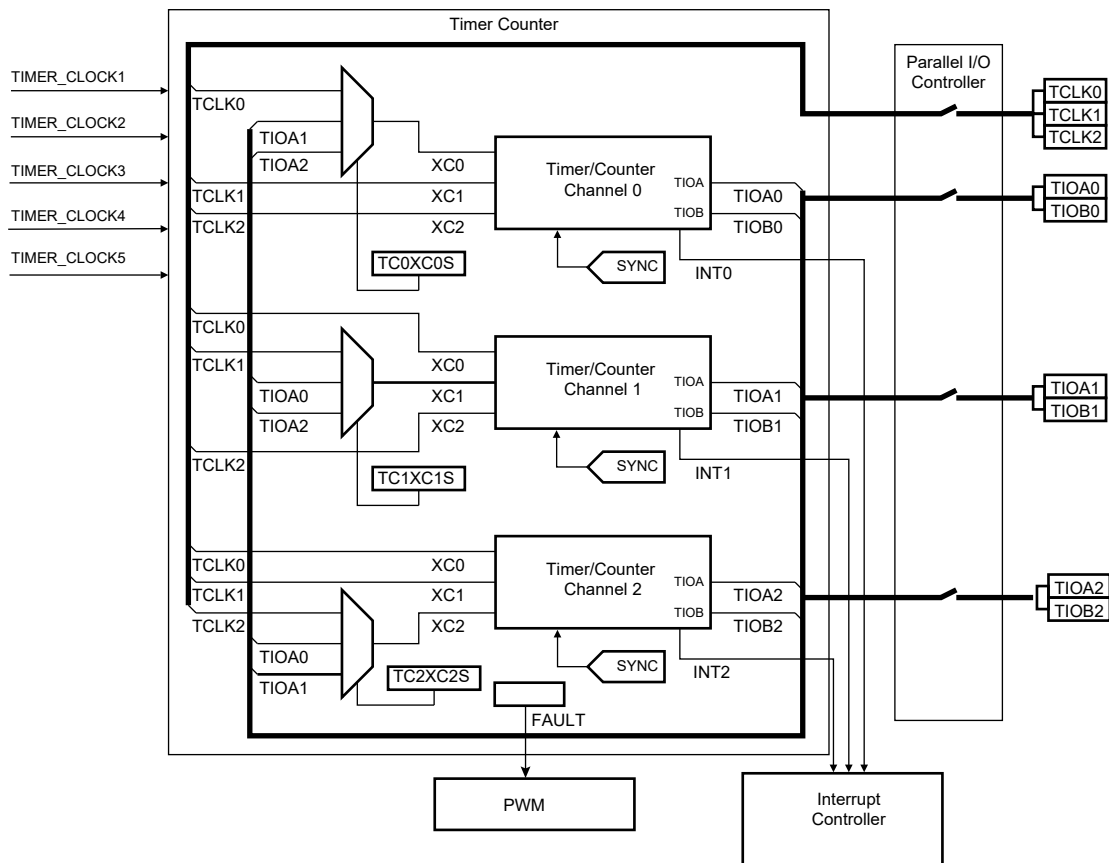 Timer Counter
Parallel I/O
Controller
TIMER_CLOCK1
TIMER_CLOCK2
TIMER_CLOCK3
TIMER_CLOCK4
TIMER_CLOCK5
TCLK0
TIOA1
TIOA2
TCLK1
TCLK2
XC0
XC1
XC2
TC0XC0S
Timer/Counter
Channel 0
TIOA
TIOB
TIOA0
TIOB0
SYNC
INT0
TCLK0
TCLK1
TCLK2
TIOA0
TIOB0
TCLK0
TCLK1
TIOA0
TIOA2
TCLK2
XC0
XC1
XC2
TC1XC1S
Timer/Counter
Channel 1
TIOA
TIOB
TIOA1
TIOB1
SYNC
INT1
TIOA1
TIOB1
TCLK0
TCLK1
TCLK2
TIOA0
TIOA1
XC0
XC1
XC2
TC2XC2S
Timer/Counter
Channel 2
TIOA
TIOB
TIOA2
TIOB2
SYNC
INT2
TIOA2
TIOB2
FAULT
PWM
Interrupt
Controller